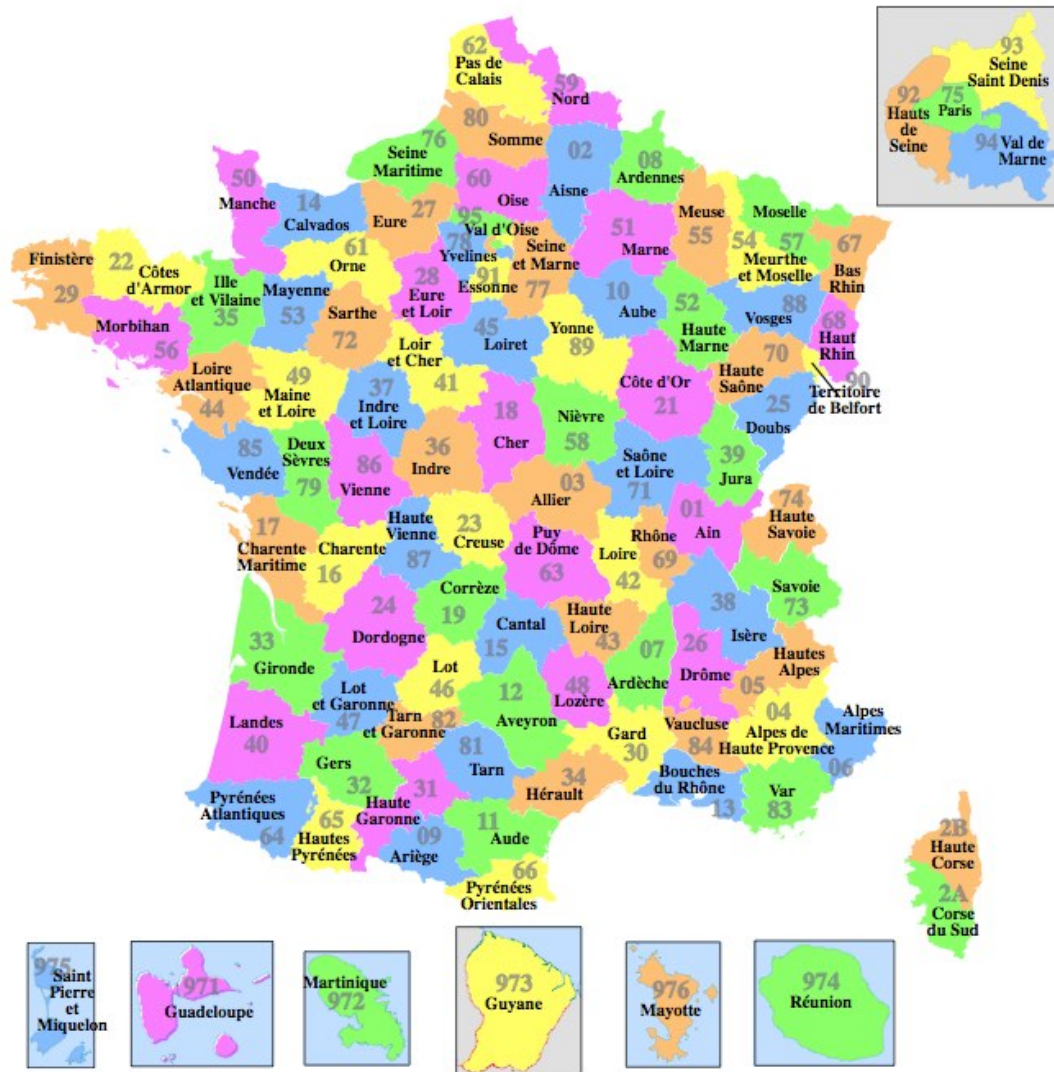 62
Pas de
Calais
59
Nord
93
Seine
Saint Denis
92
Hauts
de
Seine
75
Paris
94
Val de
Marne
80
Somme
76
Seine
Maritime
02
Aisne
08
Ardennes
60
Oise
50
Manche
14
Calvados
27
Eure
95
Val d'Oise
78
Yvelines
Seine
et Marne
77
91
Essonne
51
Marne
Meuse
55
Moselle
57
54
Meurthe
et Moselle
67
Bas
Rhin
61
Orne
28
Eure
et Loir
Finistère
29
22
Côtes
d'Armor
Ille
et Vilaine
35
Mayenne
53
Sarthe
72
Morbihan
56
10
Aube
52
Haute
Marne
88
Vosges
68
Haut
Rhin
45
Loiret
Yonne
89
Loir
et Cher
41
70
Haute
Saône
90
Territoire
de Belfort
Loire
Atlantique
44
49
Maine
et Loire
37
Indre
et Loire
18
Cher
Nièvre
58
Côte d'Or
21
25
Doubs
85
Vendée
Deux
Sèvres
79
86
Vienne
36
Indre
Saône
et Loire
71
39
Jura
03
Allier
01
Ain
74
Haute
Savoie
17
Charente
Maritime
Charente
16
Haute
Vienne
87
23
Creuse
Puy
de Dôme
63
Loire
42
Rhône
69
Savoie
73
24
Dordogne
Corrèze
19
Cantal
15
Haute
Loire
43
38
Isère
33
Gironde
07
Ardèche
26
Drôme
Hautes
Alpes
05
Lot
46
Lot
et Garonne
47
Tarn
et Garonne
82
12
Aveyron
48
Lozère
Landes
40
Gard
30
Vaucluse
84
04
Alpes de
Haute Provence
Alpes
Maritimes
06
Gers
32
81
Tarn
34
Hérault
Bouches
du Rhône
13
Var
83
Pyrénées
Atlantiques
64
65
Hautes
Pyrénées
31
Haute
Garonne
09
Ariège
11
Aude
66
Pyrénées
Orientales
2B
Haute
Corse
2A
Corse
du Sud
975
Saint
Pierre
et
Miquelon
971
Guadeloupe
Martinique
972
973
Guyane
976
Mayotte
974
Réunion